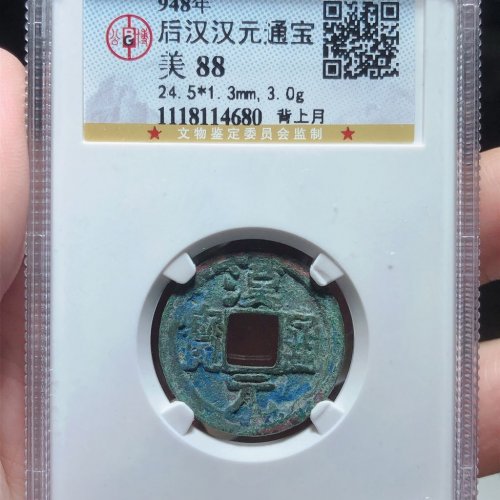 948年
后汉汉元通宝
美 88
24.5*1.3mm, 3.0g
1118114680 背上月
★ 文物鉴定委员会监制 ★
漢
寶 通
元